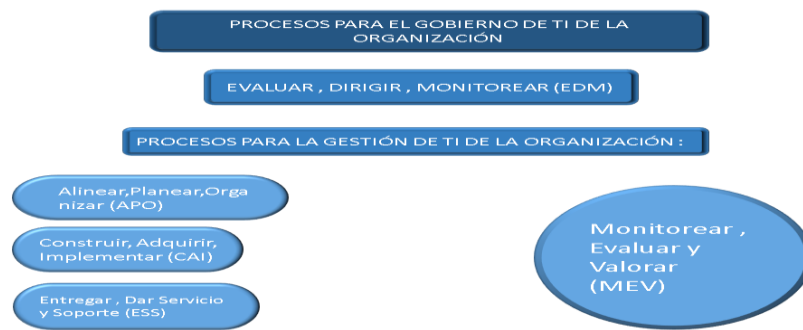 PROCESOS PARA EL GOBIERNO DE TI DE LA
ORGANIZACIÓN
EVALUAR , DIRIGIR , MONITOREAR (EDM)
PROCESOS PARA LA GESTIÓN DE TI DE LA ORGANIZACIÓN :
Alinear,Planear,Orga
nizar (APO)
Construir, Adquirir,
Implementar (CAI)
Entregar , Dar Servicio
y Soporte (ESS)
Monitorear ,
Evaluar y
Valorar
(MEV)